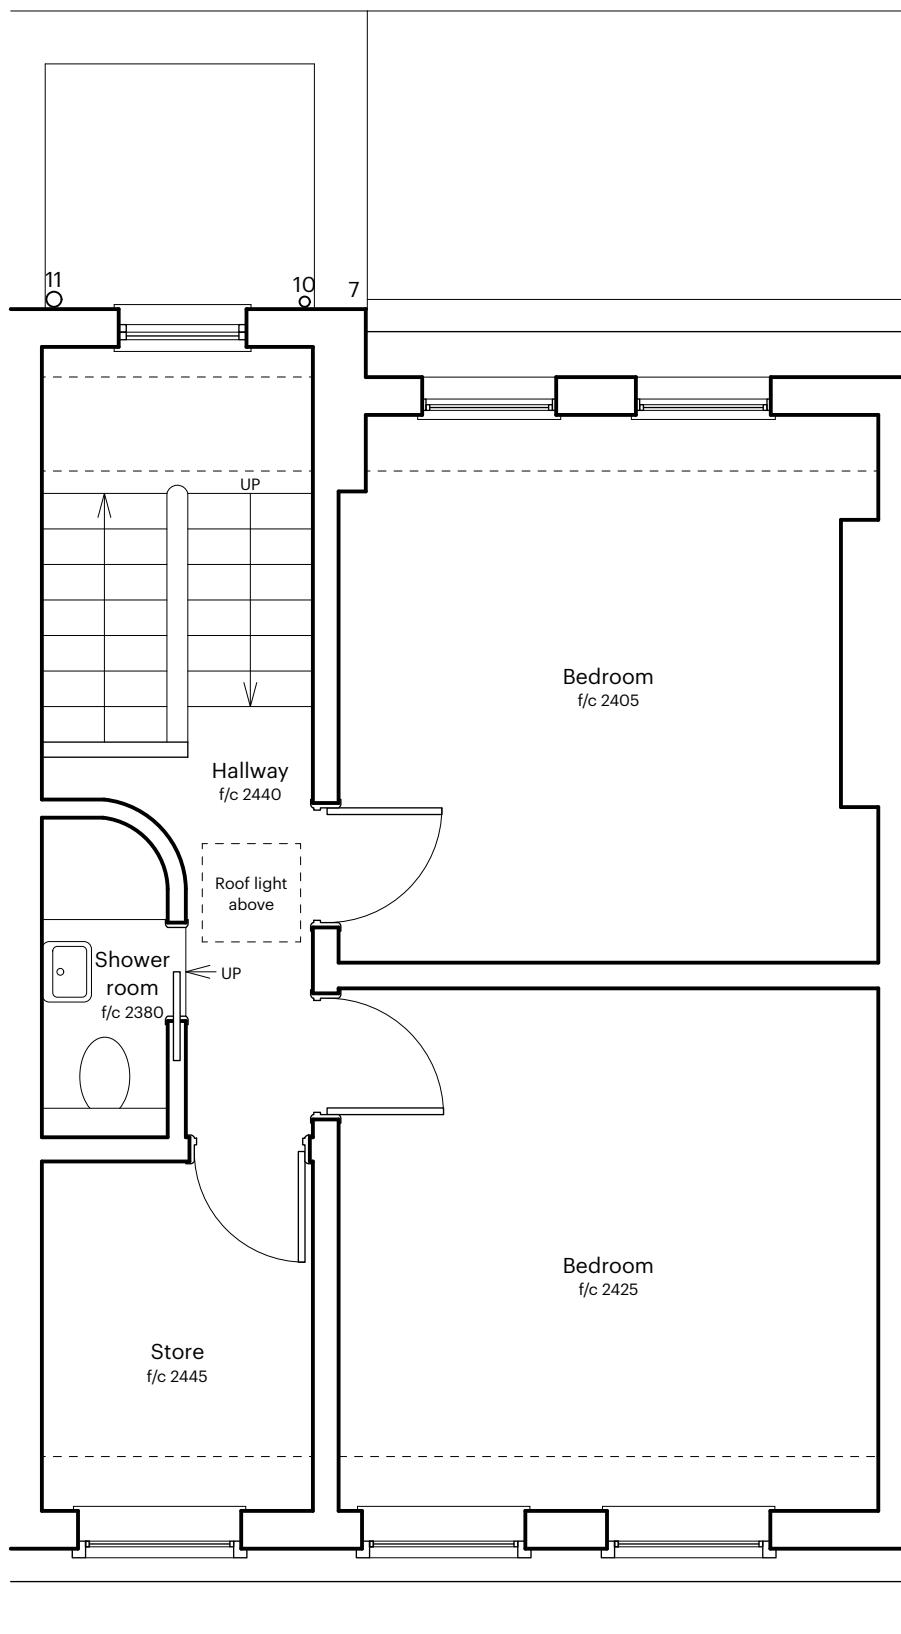 11
10
7
UP
Bedroom
f/c 2405
Hallway
f/c 2440
Roof light
above
Shower
room
f/c 2380
UP
Bedroom
f/c 2425
Store
f/c 2445